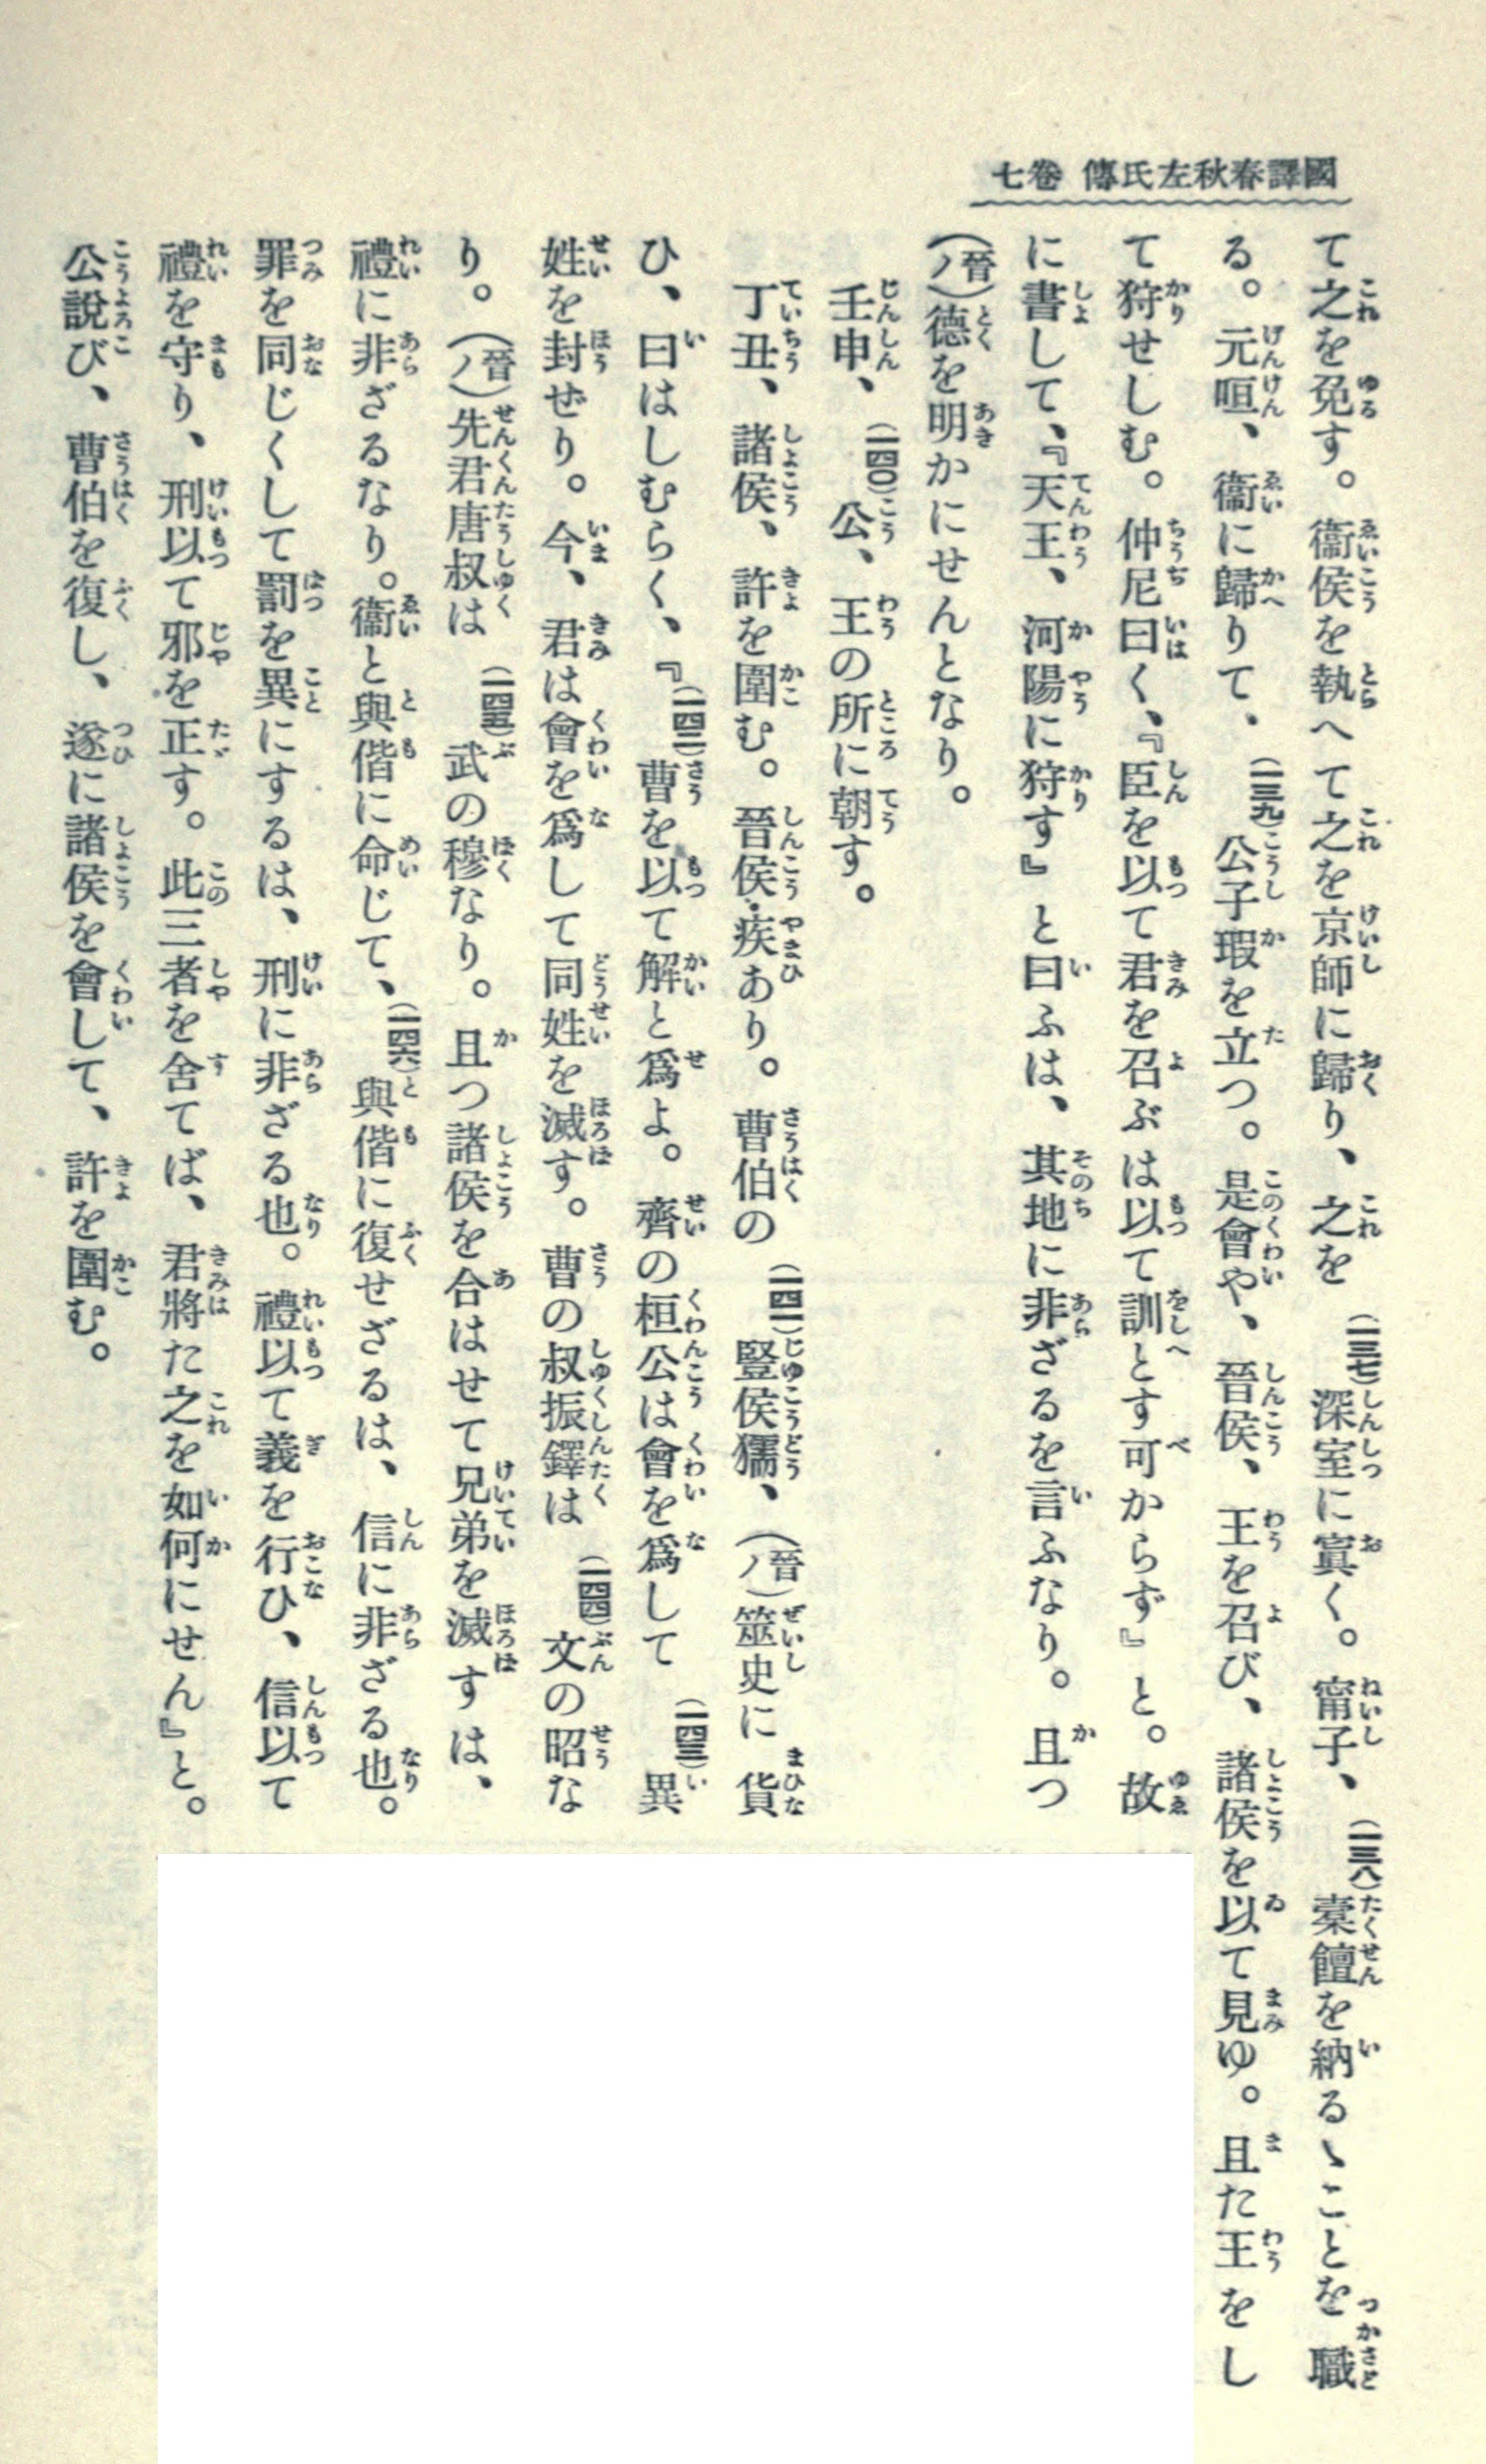 國譯春秋左氏傳 卷七
て之を免す。衞侯を執へて之を京師に歸り、之を(一三七)深室に寘く。甯子、(一三八)橐饘を納るゝことを職
る。元咺、衞に歸りて、(一三九)公子瑕を立つ。是會や、晉侯、王を召び、諸侯を以て見ゆ。且た王をし
て狩せしむ。仲尼曰く、『臣を以て君を召ぶは以て訓とす可からず』と。故
に書して、『天王、河陽に狩す』と曰ふは、其地に非ざるを言ふなり。且つ
(晉ノ)德を明かにせんとなり。
壬申、(一四〇)公、王の所に朝す。
丁丑、諸侯、許を圍む。晉侯・疾あり。曹伯の(一四一)豎侯獳、(晉ノ)筮史に貨
ひ、曰はしむらく、『(一四二)曹を以て解と爲よ。齊の桓公は會を爲して(一四三)異
姓を封ぜり。今、君は會を爲して同姓を滅す。曹の叔振鐸は(一四四)文の昭な
り。(晉ノ)先君唐叔は(一四五)武の穆なり。且つ諸侯を合はせて兄弟を滅すは、
禮に非ざるなり。衞と與偕に命じて、(一四六)與偕に復せざるは、信に非ざる也。
罪を同じくして罰を異にするは、刑に非ざる也。禮以て義を行ひ、信以て
禮を守り、刑以て邪を正す。此三者を舍てば、君將た之を如何にせん』と。
公說び、曹伯を復し、遂に諸侯を會して、許を圍む。